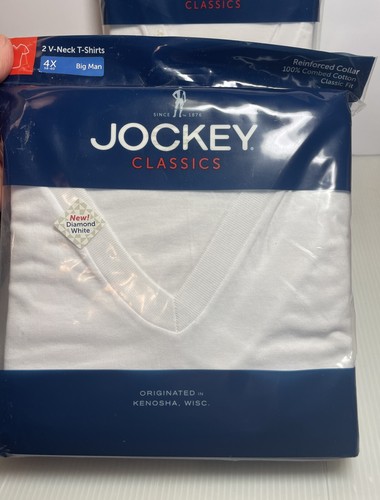 CLASSICS
2 V-Neck T-Shirts
4X
Big Man
Reinforced Collar
100% Combed Cotton
Classic Fit
SINCE 1876
JOCKEY®
CLASSICS
New!
Diamond
White
ORIGINATED IN
KENOSHA, WISC.